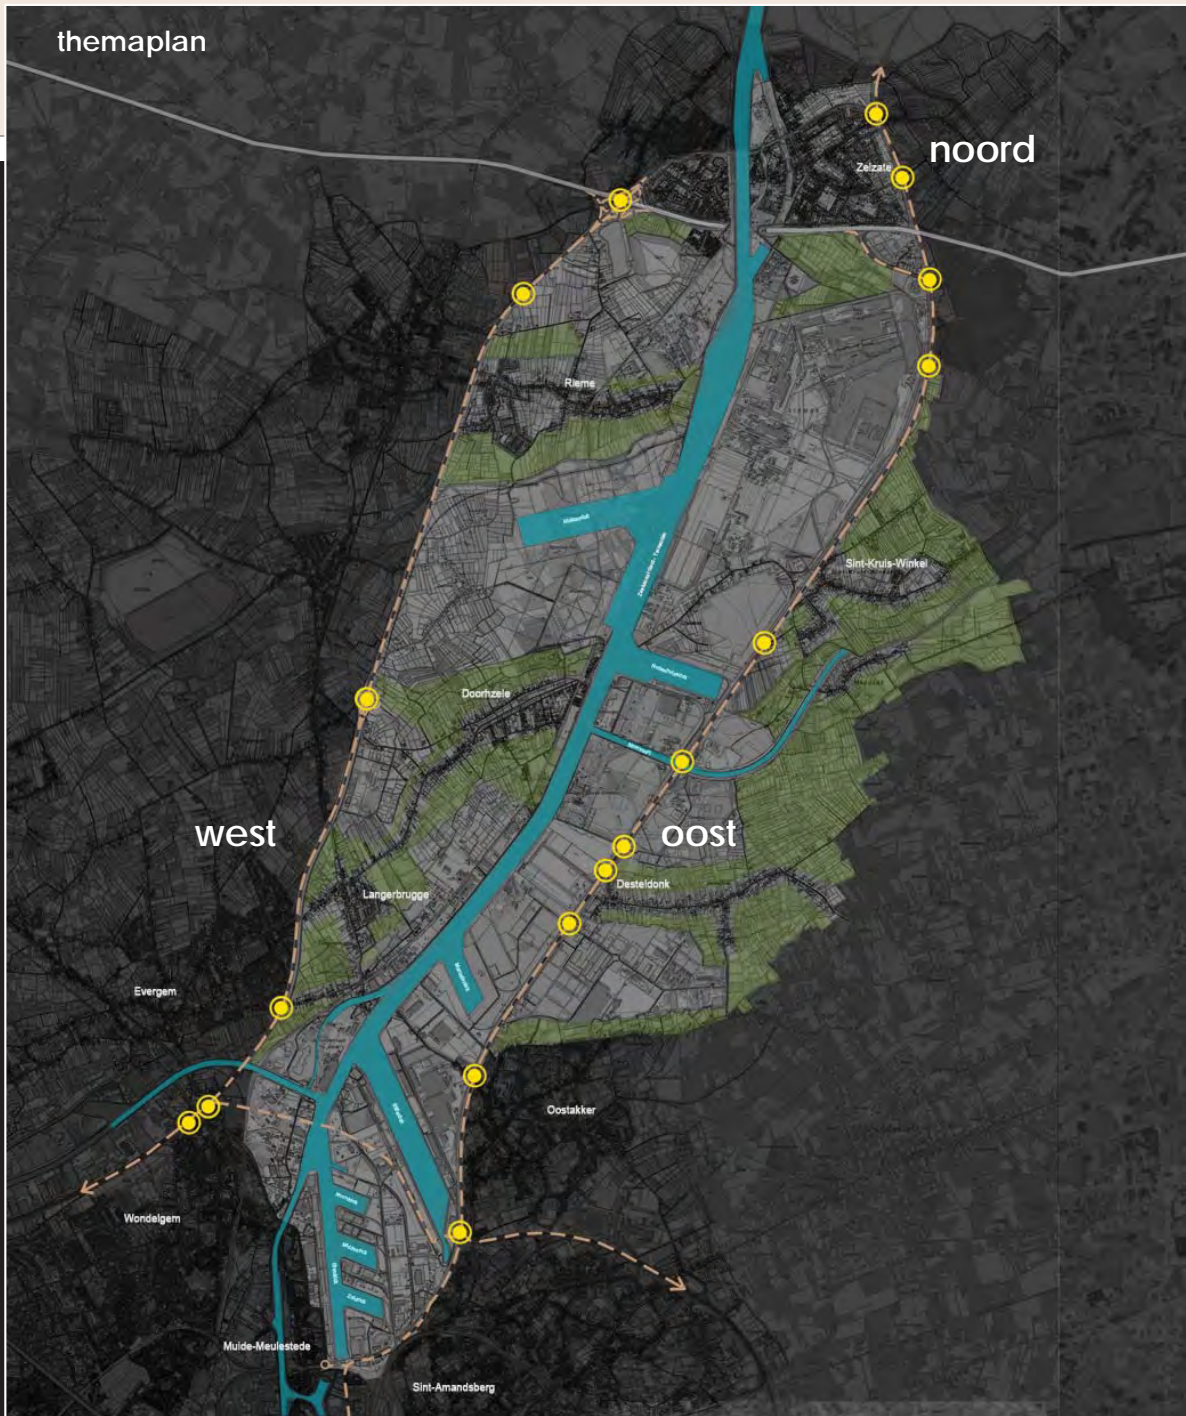 themaplan
noord
Zelzate
Rieme
Sint-Kruis-Winkel
Doorhzele
west
oost
Desteldonk
Langerbrugge
Evergem
Oostakker
Wondelgem
Muide-Meulestede
Sint-Amandsberg